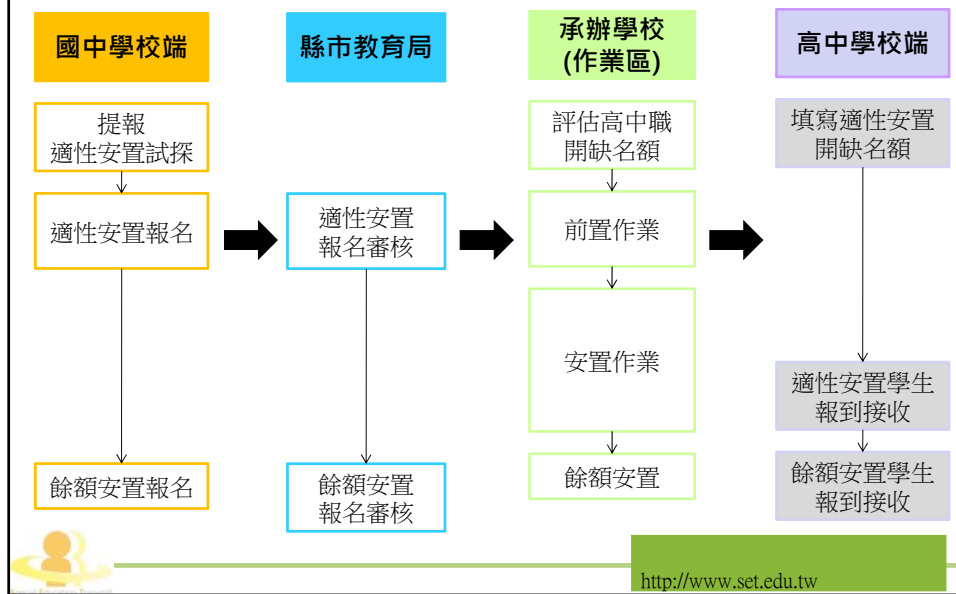 國中學校端
縣市教育局
承辦學校
(作業區)
高中學校端
提報
適性安置試探
評估高中職
開缺名額
填寫適性安置
開缺名額
適性安置報名
適性安置
報名審核
前置作業
安置作業
適性安置學生
報到接收
餘額安置報名
餘額安置
報名審核
餘額安置
餘額安置學生
報到接收
http://www.set.edu.tw